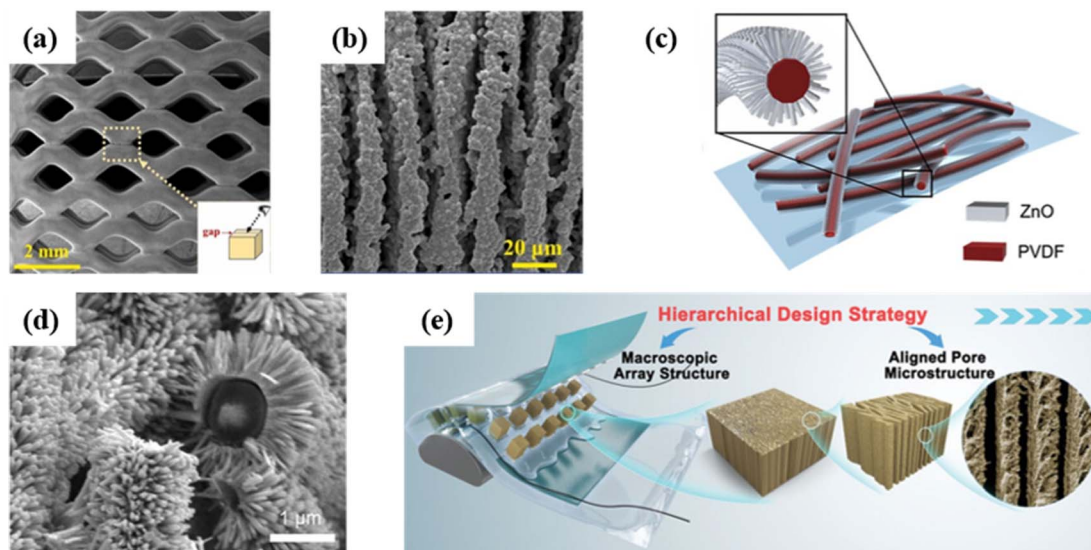 (a)
gap
2 mm
(b)
20 μm
(c)
ZnO
PVDF
(d)
1 μm
(e)
Hierarchical Design Strategy
Macroscopic
Array Structure
Aligned Pore
Microstructure